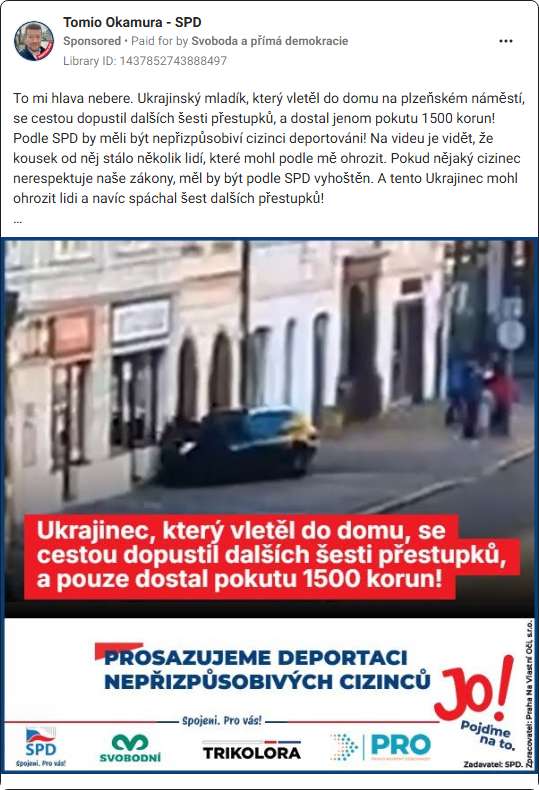 Tomio Okamura - SPD
Sponsored • Paid for by Svoboda a přímá demokracie
Library ID: 1437852743888497
To mi hlava nebere. Ukrajinský mladík, který vletěl do domu na plzeňském náměstí,
se cestou dopustil dalších šesti přestupků, a dostal jenom pokutu 1500 korun!
Podle SPD by měli být nepřizpůsobiví cizinci deportováni! Na videu je vidět, že
kousek od něj stálo několik lidí, které mohl podle mě ohrozit. Pokud nějaký cizinec
nerespektuje naše zákony, měl by být podle SPD vyhoštěn. A tento Ukrajinec mohl
ohrozit lidi a navíc spáchal šest dalších přestupků!
...
Ukrajinec, který vletěl do domu, se
cestou dopustil dalších šesti přestupků,
a pouze dostal pokutu 1500 korun!
PROSAZUJEME DEPORTACI
NEPŘIZPŮSOBIVÝCH CIZINCŮ
Jo!
Pojďme
na to.
Spojeni. Pro vás!
SPD
Spojeni. Pro vás!
SVOBODNÍ
TRIKOLORA
PRO
Zadavatel: SPD.
Zpracovatel: Praha Na Vlastní Oči, s.r.o.